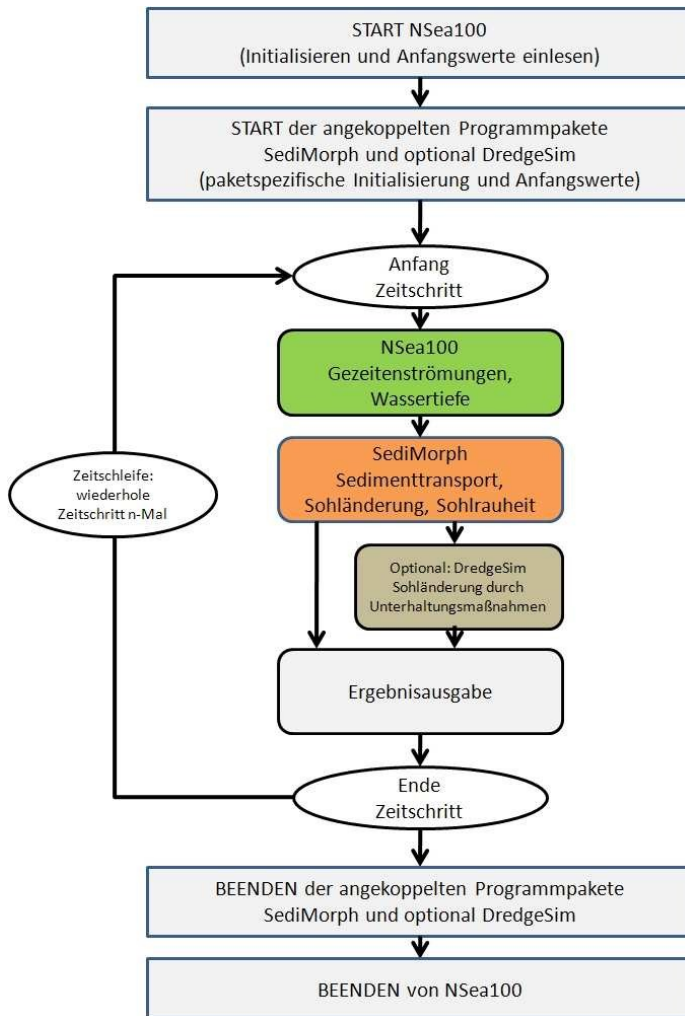 START NSea100
(Initialisieren und Anfangswerte einlesen)
START der angekoppelten Programmpakete
SediMorph und optional DredgeSim
(paketspezifische Initialisierung und Anfangswerte)
Anfang
Zeitschritt
NSea100
Gezeitenströmungen,
Wassertiefe
SediMorph
Sedimenttransport,
Sohländerung, Sohlrauheit
Zeitschleife:
wiederhole
Zeitschritt n-Mal
Optional: DredgeSim
Sohländerung durch
Unterhaltungsmaßnahmen
Ergebnisausgabe
Ende
Zeitschritt
BEENDEN der angekoppelten Programmpakete
SediMorph und optional DredgeSim
BEENDEN von NSea100